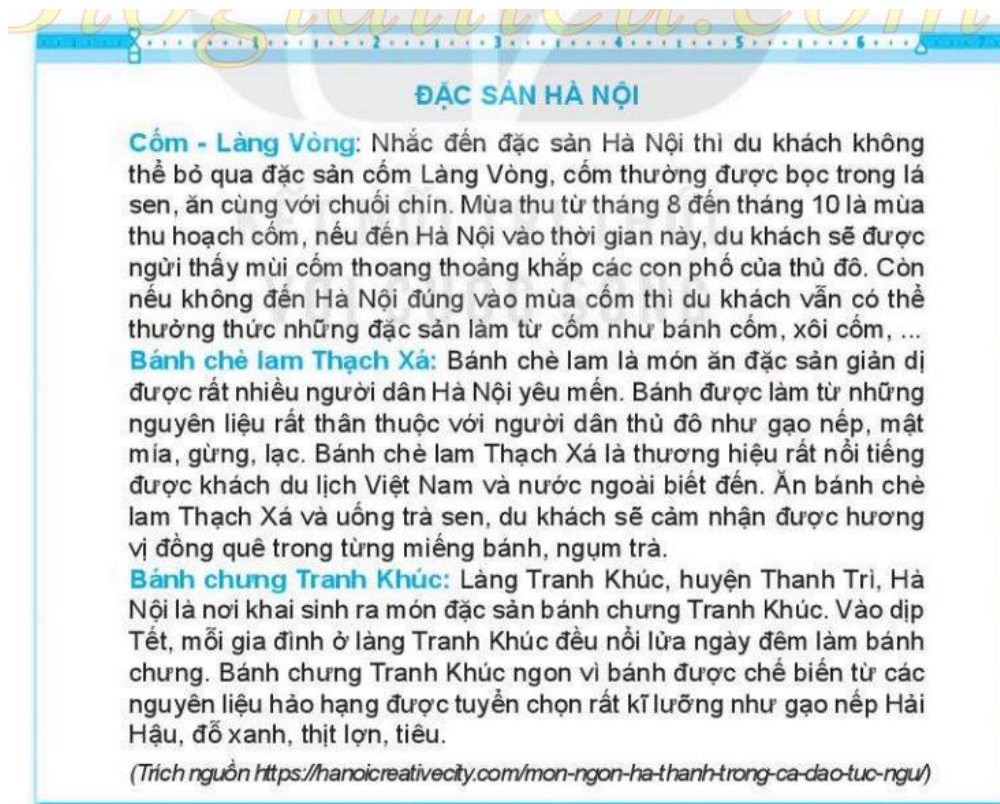 1 2 3 4 5 6 7
ĐẶC SẢN HÀ NỘI
Cốm - Làng Vòng: Nhắc đến đặc sản Hà Nội thì du khách không
thể bỏ qua đặc sản cốm Làng Vòng, cốm thường được bọc trong lá
sen, ăn cùng với chuối chín. Mùa thu từ tháng 8 đến tháng 10 là mùa
thu hoạch cốm, nếu đến Hà Nội vào thời gian này, du khách sẽ được
ngửi thấy mùi cốm thoang thoảng khắp các con phố của thủ đô. Còn
nếu không đến Hà Nội đúng vào mùa cốm thì du khách vẫn có thể
thưởng thức những đặc sản làm từ cốm như bánh cốm, xôi cốm, ...
Bánh chè lam Thạch Xá: Bánh chè lam là món ăn đặc sản giản dị
được rất nhiều người dân Hà Nội yêu mến. Bánh được làm từ những
nguyên liệu rất thân thuộc với người dân thủ đô như gạo nếp, mật
mía, gừng, lạc. Bánh chè lam Thạch Xá là thương hiệu rất nổi tiếng
được khách du lịch Việt Nam và nước ngoài biết đến. Ăn bánh chè
lam Thạch Xá và uống trà sen, du khách sẽ cảm nhận được hương
vị đồng quê trong từng miếng bánh, ngụm trà.
Bánh chưng Tranh Khúc: Làng Tranh Khúc, huyện Thanh Trì, Hà
Nội là nơi khai sinh ra món đặc sản bánh chưng Tranh Khúc. Vào dịp
Tết, mỗi gia đình ở làng Tranh Khúc đều nổi lửa ngày đêm làm bánh
chưng. Bánh chưng Tranh Khúc ngon vì bánh được chế biến từ các
nguyên liệu hảo hạng được tuyển chọn rất kĩ lưỡng như gạo nếp Hải
Hậu, đỗ xanh, thịt lợn, tiêu.
(Trích nguồn https://hanoicreativecity.com/mon-ngon-ha-thanh-trong-ca-dao-tuc-ngu/)